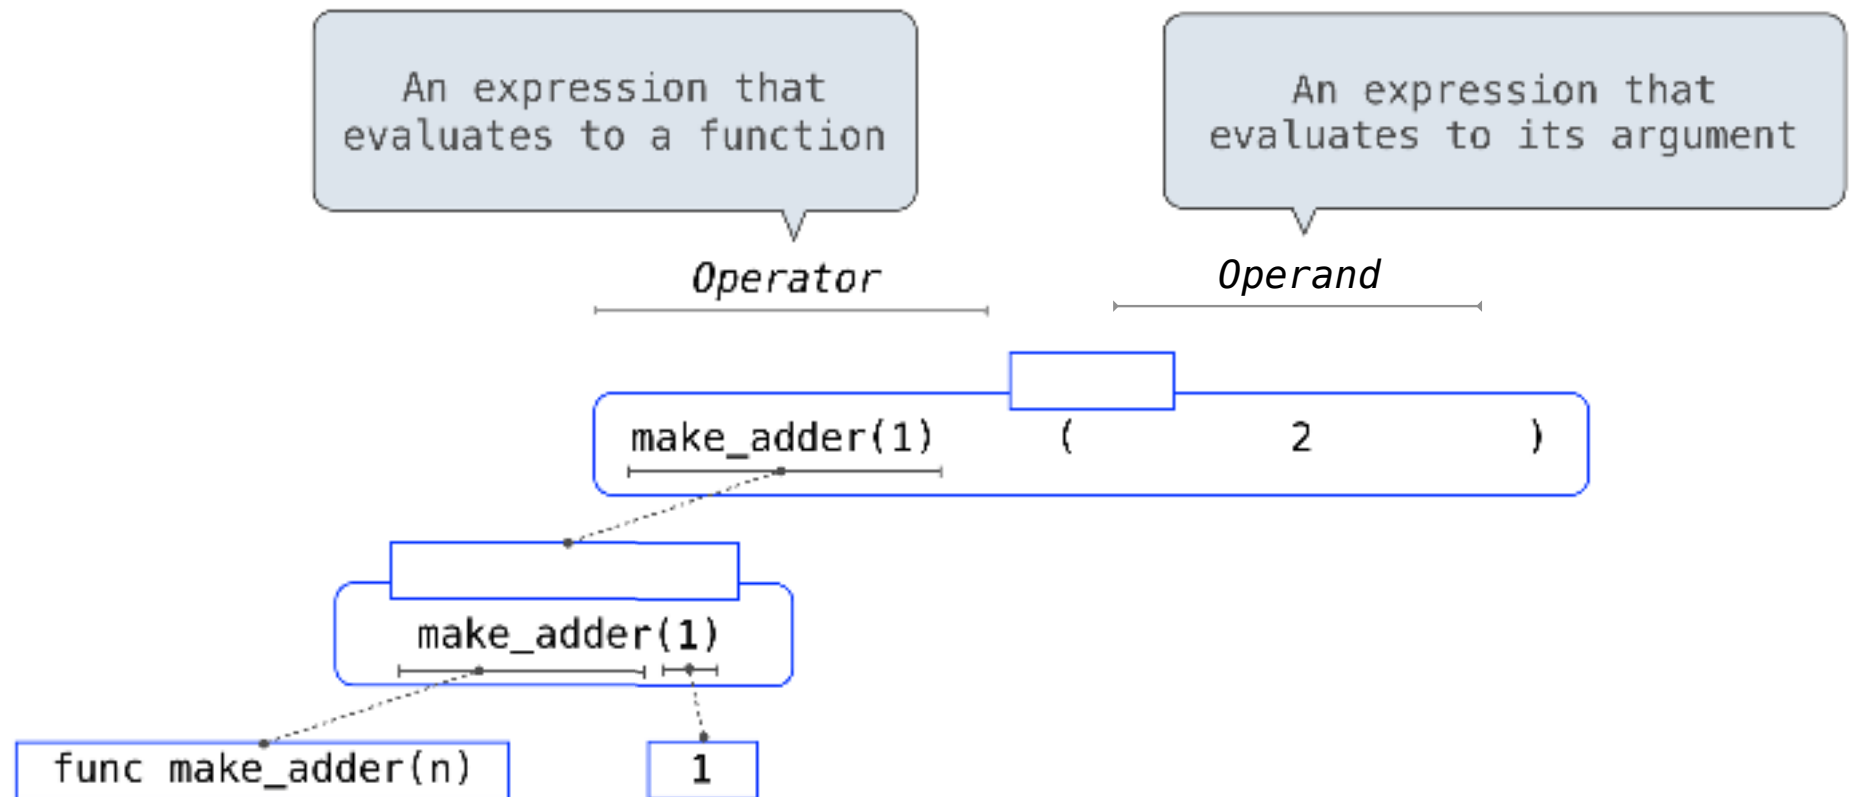 An expression that
evaluates to a function
An expression that
evaluates to its argument
Operator
Operand
make_adder(1) ( 2 )
make_adder(1)
func make_adder(n)
1